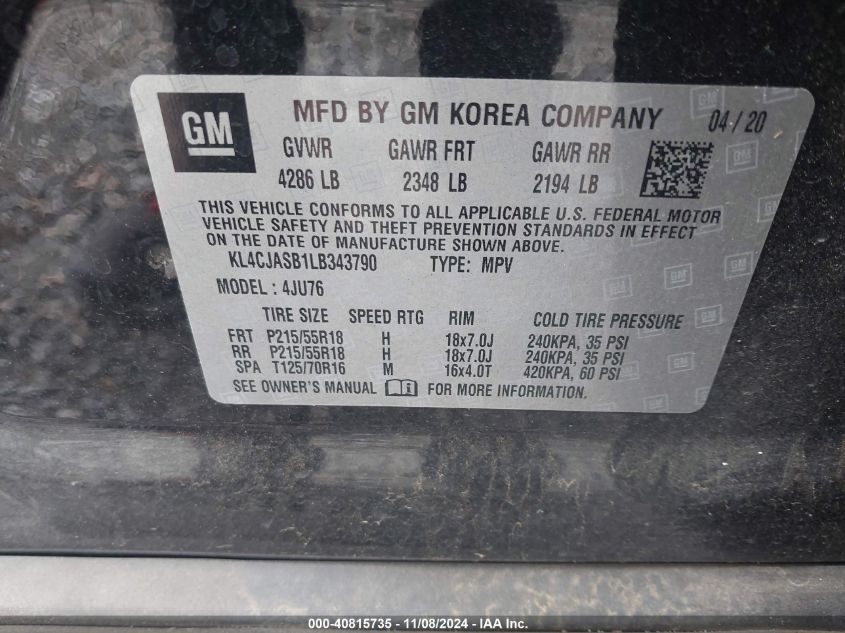 GM
MFD BY GM KOREA COMPANY 04/20
GVWR GAWR FRT GAWR RR
4286 LB 2348 LB 2194 LB
THIS VEHICLE CONFORMS TO ALL APPLICABLE U.S. FEDERAL MOTOR
VEHICLE SAFETY AND THEFT PREVENTION STANDARDS IN EFFECT
ON THE DATE OF MANUFACTURE SHOWN ABOVE.
KL4CJASB1LB343790 TYPE: MPV
MODEL : 4JU76
TIRE SIZE SPEED RTG RIM COLD TIRE PRESSURE
FRT P215/55R18 H 18x7.0J 240KPA, 35 PSI
RR P215/55R18 H 18x7.0J 240KPA, 35 PSI
SPA T125/70R16 M 16x4.0T 420KPA, 60 PSI
SEE OWNER'S MANUAL FOR MORE INFORMATION.
000-40815735 - 11/08/2024 - IAA Inc.